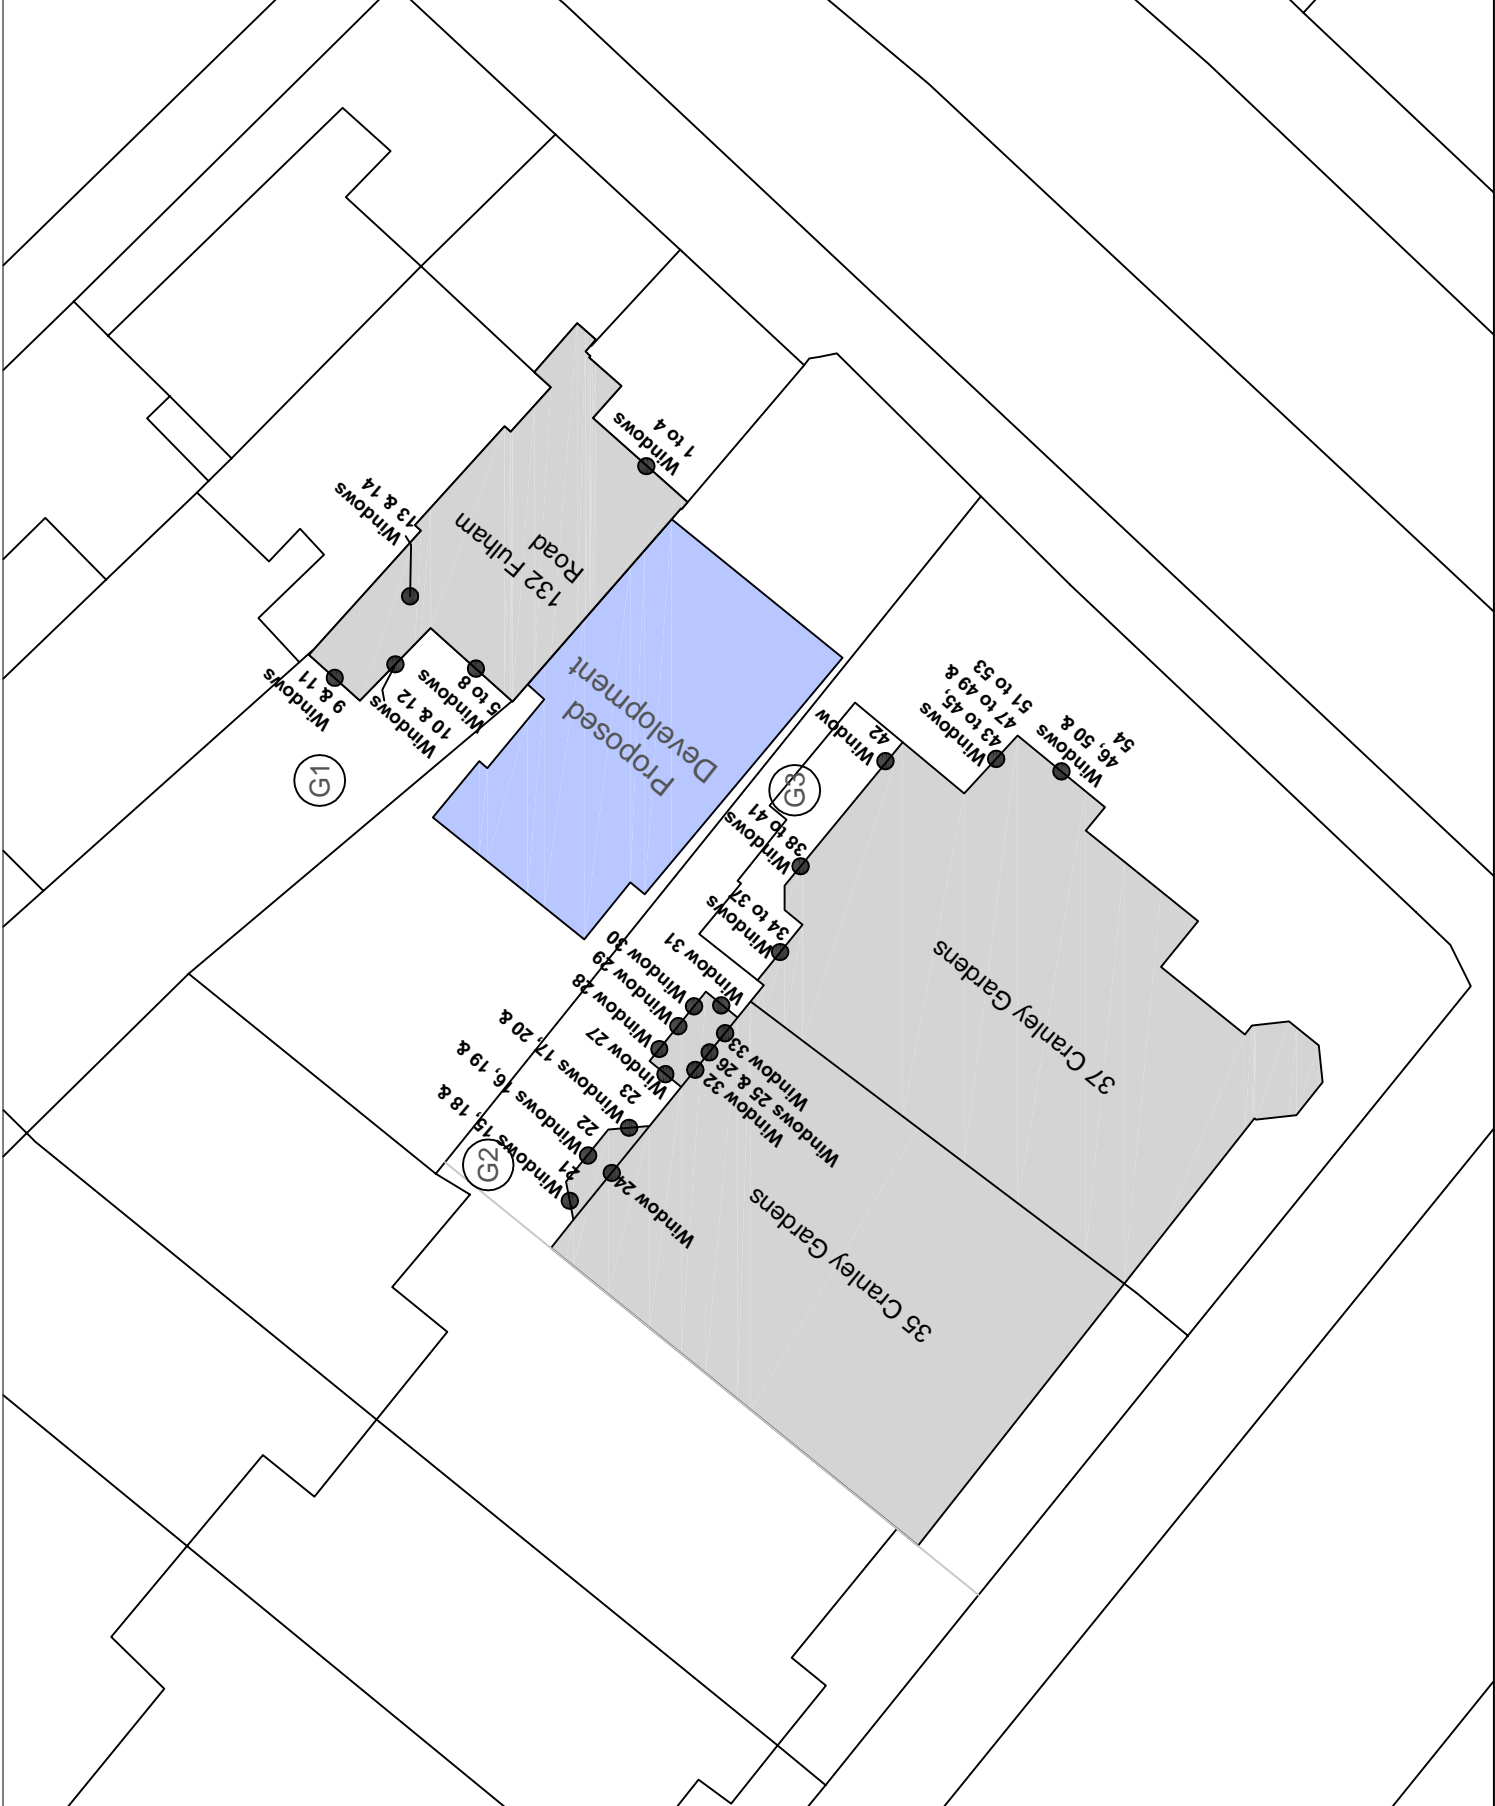 Windows
1 to 4
Windows
13 & 14
132 Fulham
Road
Windows
9 & 11
Windows
10 & 12
Windows
5 to 8
G1
Proposed
Development
Window
42
G3
Windows
43 to 45,
47 to 49 &
51 to 53
Windows
46, 50 &
54
Windows
38 to 41
Windows
34 to 37
Window 31
Window 30
Window 29
Window 28
Window 27
Windows 17, 20 &
23
Windows 16, 19 &
22
Windows 15, 18 &
21
G2
Window 33
Windows 25 & 26
Window 32
Window 24
37 Cranley Gardens
35 Cranley Gardens